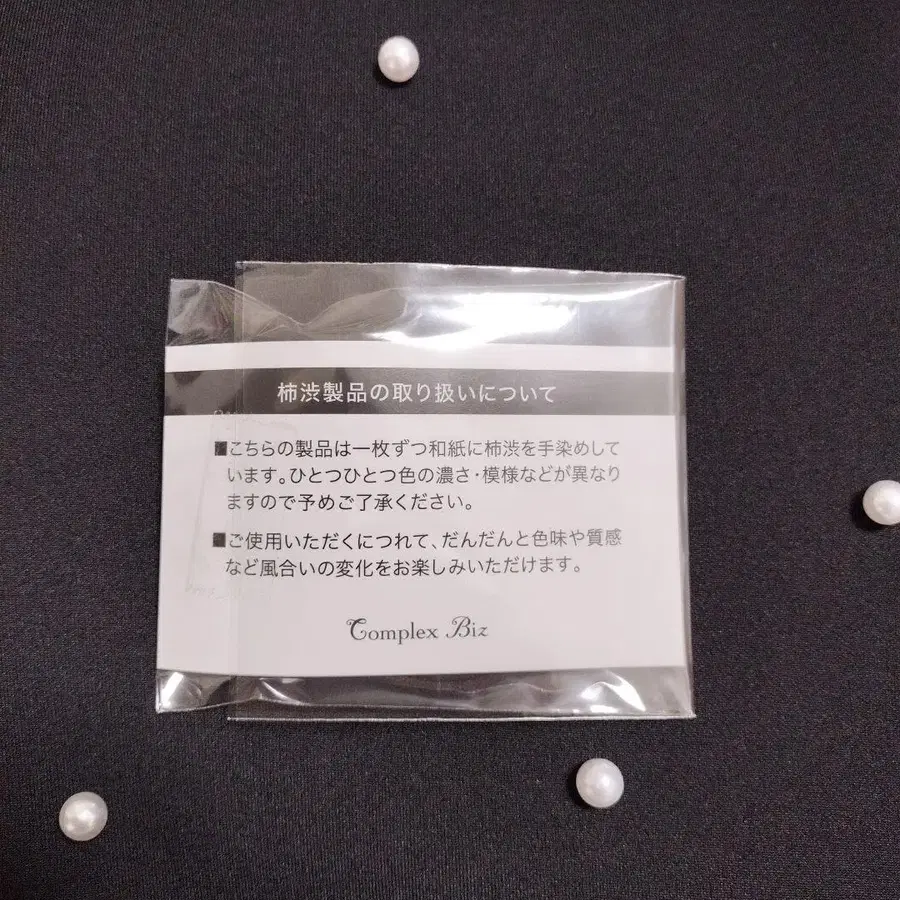 柿渋製品の取り扱いについて
■こちらの製品は一枚ずつ和紙に柿渋を手染めして
います。ひとつひとつ色の濃さ・模様などが異なり
ますので予めご了承ください。
■ご使用いただくにつれて、だんだんと色味や質感
など風合いの変化をお楽しみいただけます。
Complex Biz